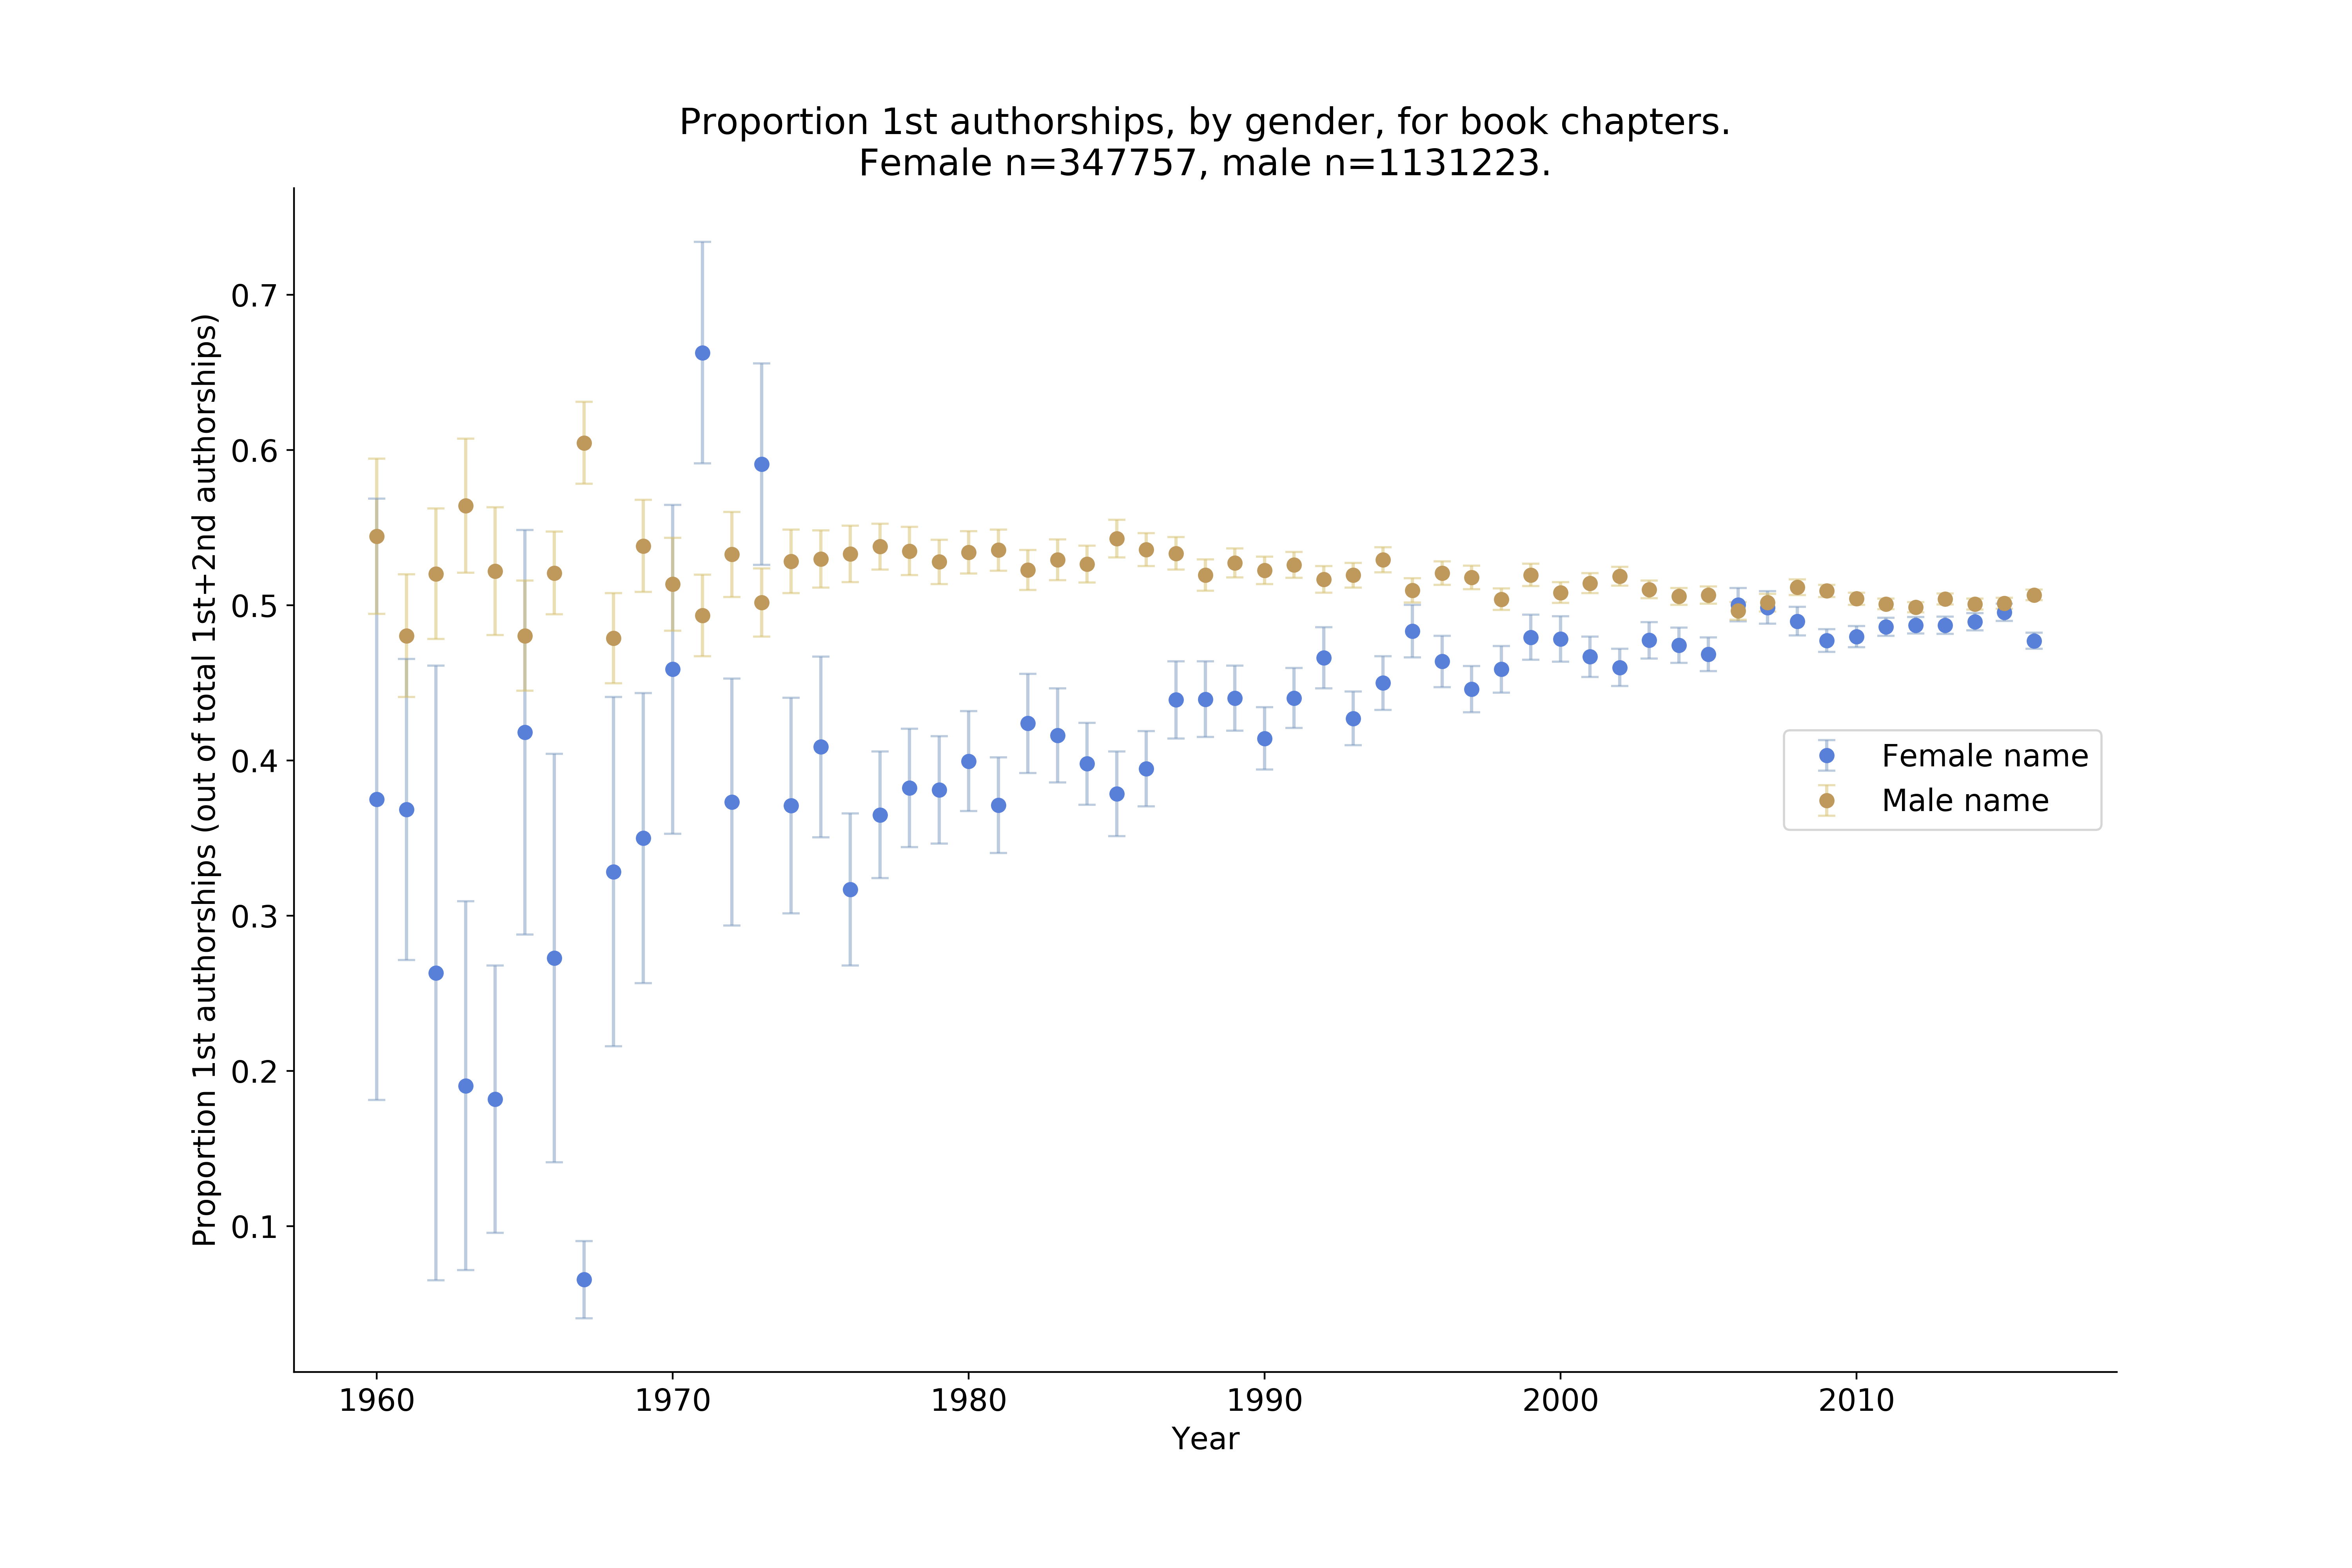 Proportion 1st authorships, by gender, for book chapters.
Female n=347757, male n=1131223.
Proportion 1st authorships (out of total 1st+2nd authorships)
0.7
0.6
0.5
0.4
0.3
0.2
0.1
Female name
Male name
1960 1970 1980 1990 2000 2010
Year